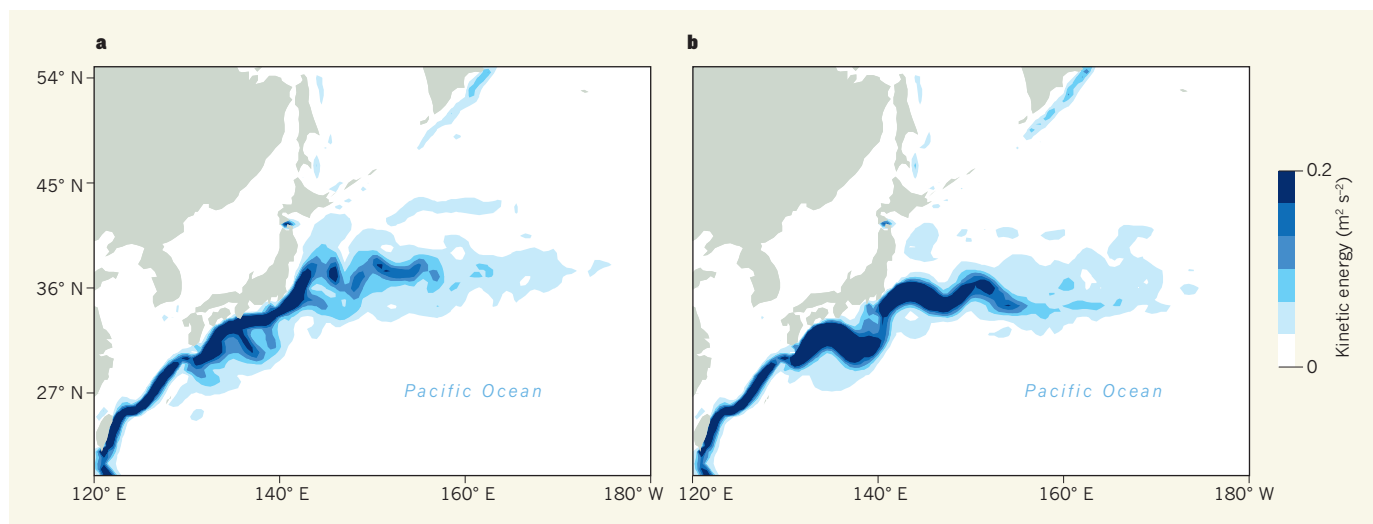 a
b
54° N
45° N
36° N
27° N
Pacific Ocean
Pacific Ocean
120° E
140° E
160° E
180° W
120° E
140° E
160° E
180° W
0.2
0
Kinetic energy (m² s⁻²)